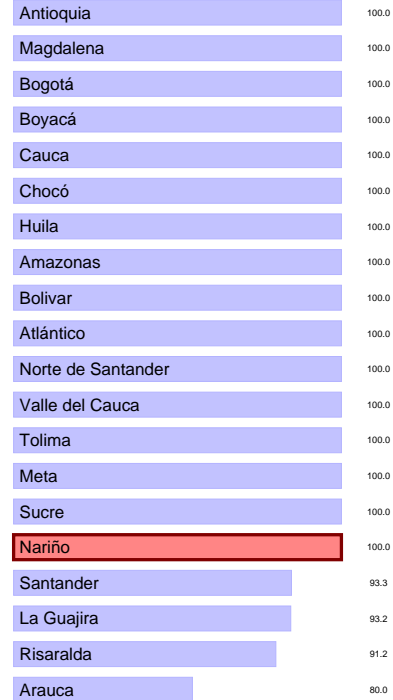 Antioquia 100.0
Magdalena 100.0
Bogotá 100.0
Boyacá 100.0
Cauca 100.0
Chocó 100.0
Huila 100.0
Amazonas 100.0
Bolivar 100.0
Atlántico 100.0
Norte de Santander 100.0
Valle del Cauca 100.0
Tolima 100.0
Meta 100.0
Sucre 100.0
Nariño 100.0
Santander 93.3
La Guajira 93.2
Risaralda 91.2
Arauca 80.0